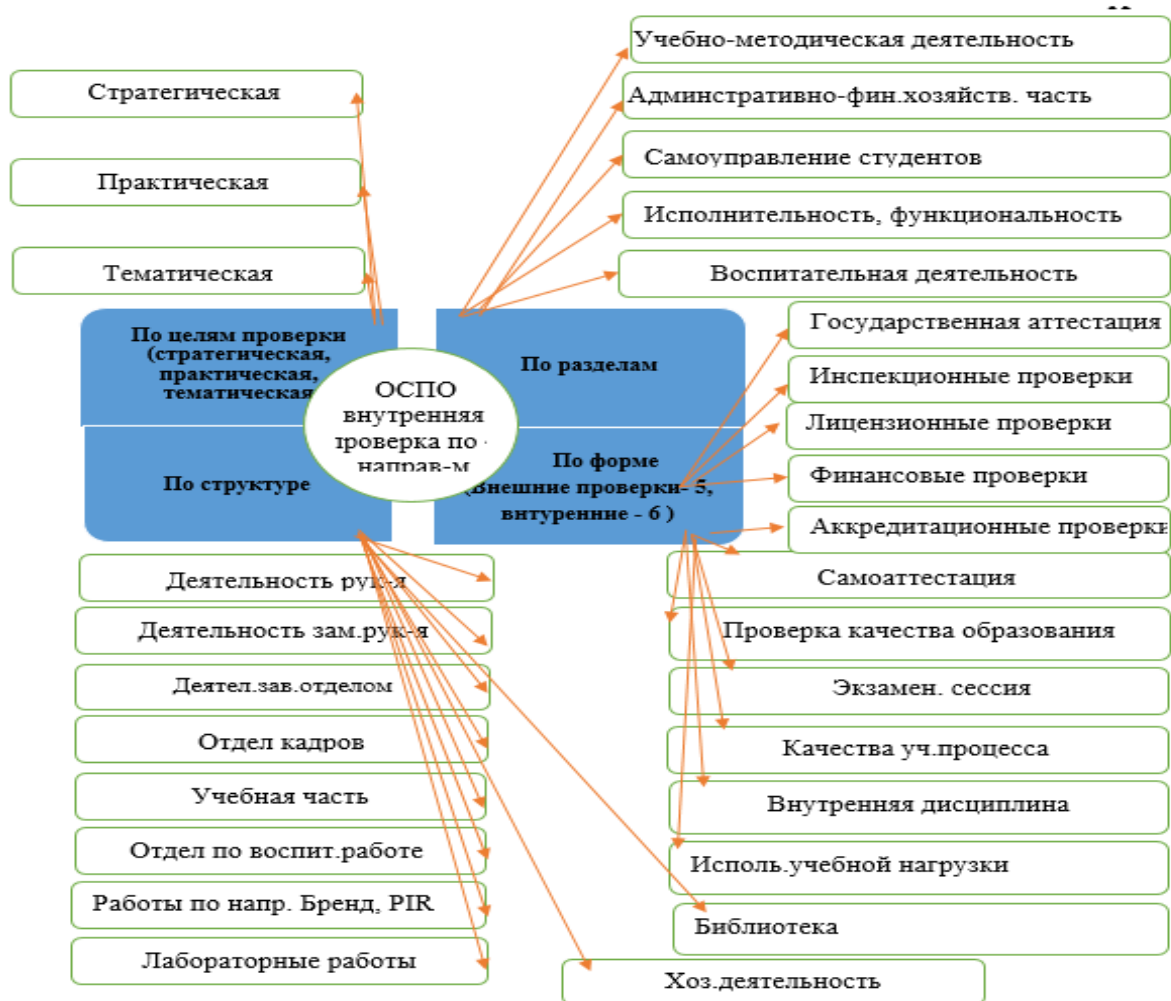 Учебно-методическая деятельность
Стратегическая
Админстративно-фин.хозяйств. часть
Самоуправление студентов
Практическая
Исполнительность, функциональность
Тематическая
Воспитательная деятельность
По целям проверки
(стратегическая,
практическая,
тематическая
По разделам
ОСПО
внутренняя
проверка по
направ-м
По структуре
По форме
(Внешние проверки- 5,
витуренние - 6 )
Государственная аттестация
Инспекционные проверки
Лицензионные проверки
Финансовые проверки
Аккредитационные проверки
Деятельность рук-я
Деятельность зам.рук-я
Деятел.зав.отделом
Отдел кадров
Учебная часть
Отдел по воспит.работе
Работы по напр. Бренд, PIR
Лабораторные работы
Самоаттестация
Проверка качества образования
Экзамен. сессия
Качества уч.процесса
Внутренняя дисциплина
Исполь.учебной нагрузки
Библиотека
Хоз.деятельность